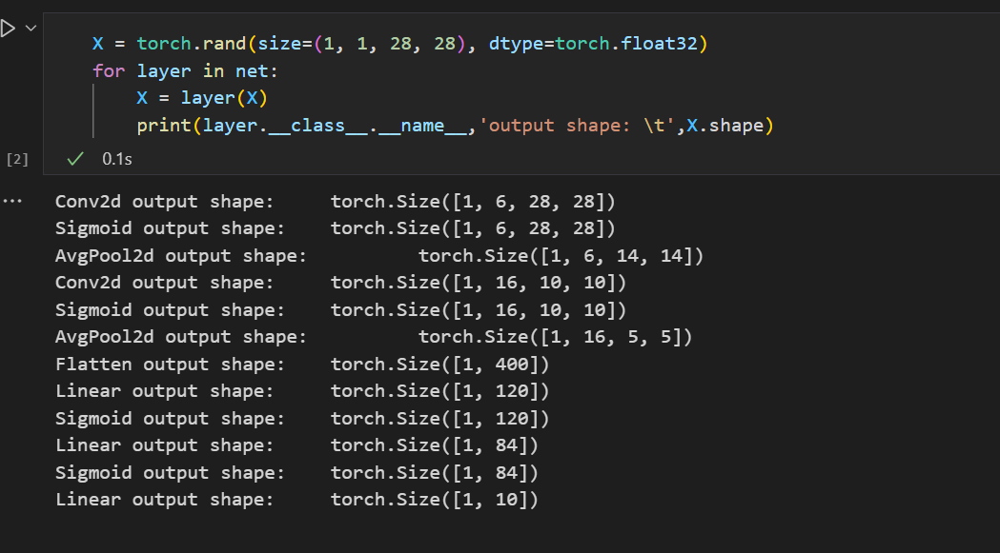 X = torch.rand(size=(1, 1, 28, 28), dtype=torch.float32)
for layer in net:
    X = layer(X)
    print(layer.__class__.__name__,'output shape: \t',X.shape)
[2]
0.1s
Conv2d output shape: 	 torch.Size([1, 6, 28, 28])
Sigmoid output shape: 	 torch.Size([1, 6, 28, 28])
AvgPool2d output shape: 	 torch.Size([1, 6, 14, 14])
Conv2d output shape: 	 torch.Size([1, 16, 10, 10])
Sigmoid output shape: 	 torch.Size([1, 16, 10, 10])
AvgPool2d output shape: 	 torch.Size([1, 16, 5, 5])
Flatten output shape: 	 torch.Size([1, 400])
Linear output shape: 	 torch.Size([1, 120])
Sigmoid output shape: 	 torch.Size([1, 120])
Linear output shape: 	 torch.Size([1, 84])
Sigmoid output shape: 	 torch.Size([1, 84])
Linear output shape: 	 torch.Size([1, 10])